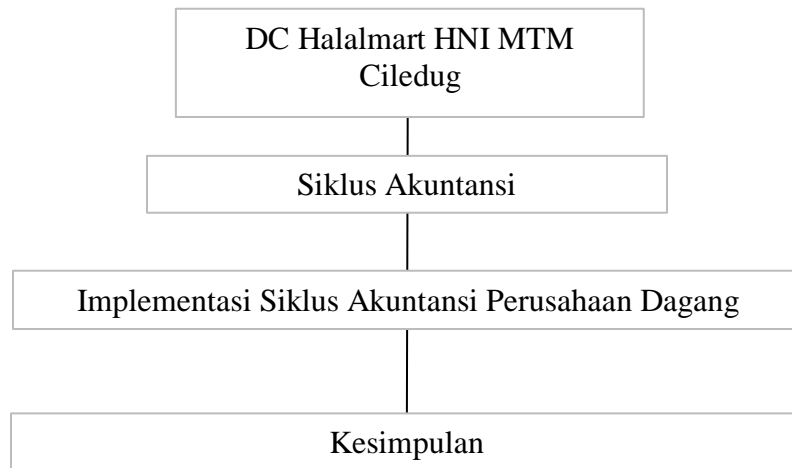 DC Halalmart HNI MTM
Ciledug
Siklus Akuntansi
Implementasi Siklus Akuntansi Perusahaan Dagang
Kesimpulan